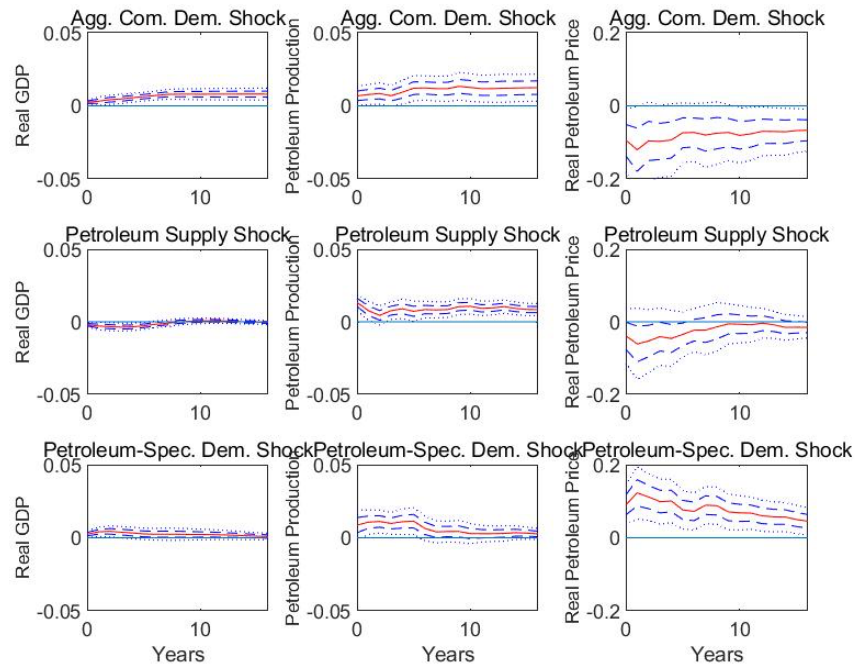 Agg. Com. Dem. Shock
Real GDP
0.05
0
-0.05
0
10
Agg. Com. Dem. Shock
Petroleum Production
0.05
0
-0.05
0
10
Agg. Com. Dem. Shock
Real Petroleum Price
0.2
0
-0.2
0
10
Petroleum Supply Shock
Real GDP
0.05
0
-0.05
0
10
Petroleum Supply Shock
Petroleum Production
0.05
0
-0.05
0
10
Petroleum Supply Shock
Real Petroleum Price
0.2
0
-0.2
0
10
Petroleum-Spec. Dem. Shock
Real GDP
0.05
0
-0.05
0
10
Years
Petroleum-Spec. Dem. Shock
Petroleum Production
0.05
0
-0.05
0
10
Years
Petroleum-Spec. Dem. Shock
Real Petroleum Price
0.2
0
-0.2
0
10
Years